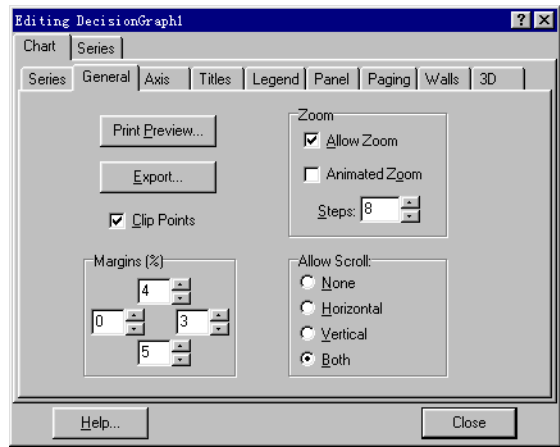 Editing DecisionGraph1
Chart Series
Series General Axis Titles Legend Panel Paging Walls 3D
Print Preview...
Export...
Clip Points
Zoom
Allow Zoom
Animated Zoom
Steps: 8
Margins (%)
4
0 3
5
Allow Scroll:
None
Horizontal
Vertical
Both
Help... Close